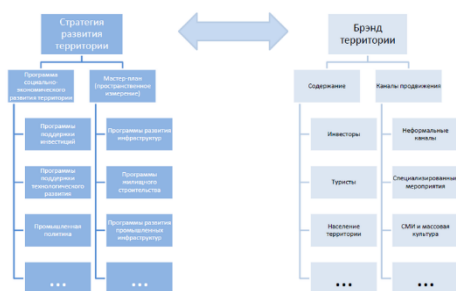 Стратегия
развития
территории
Брэнд
территории
Программа
социально-
экономического
развития территории
Мастер-план
(пространственное
измерение)
Содержание
Каналы продвижения
Программы
поддержки
инвестиций
Программы развития
инфраструктур
Инвесторы
Неформальные
каналы
Программы
поддержки
технологического
развития
Программы
жилищного
строительства
Туристы
Специализированные
мероприятия
Промышленная
политика
Программы развития
промышленных
инфраструктур
Население
территории
СМИ и массовая
культура
...
...
...
...